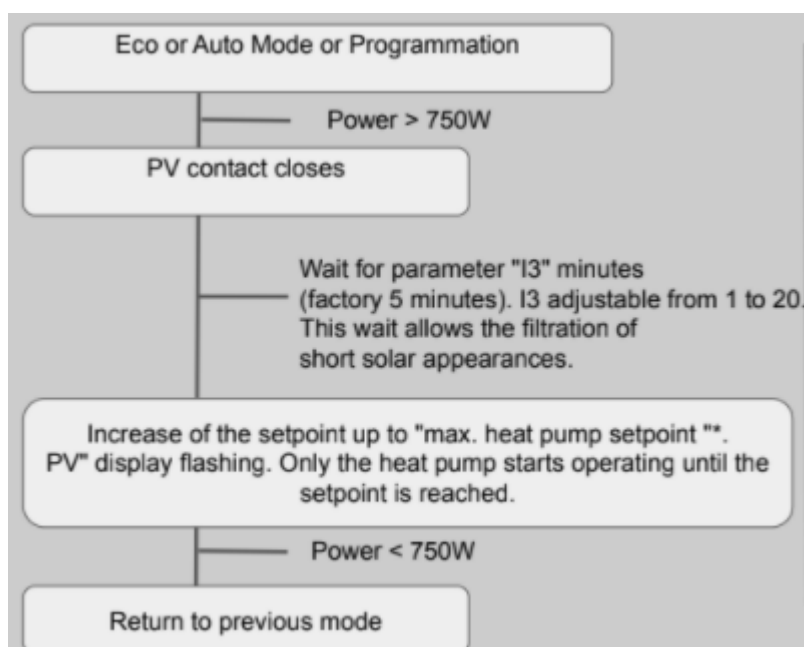 Eco or Auto Mode or Programmation
Power > 750W
PV contact closes
Wait for parameter "I3" minutes
(factory 5 minutes). I3 adjustable from 1 to 20.
This wait allows the filtration of
short solar appearances.
Increase of the setpoint up to "max. heat pump setpoint "*.
PV" display flashing. Only the heat pump starts operating until the
setpoint is reached.
Power < 750W
Return to previous mode